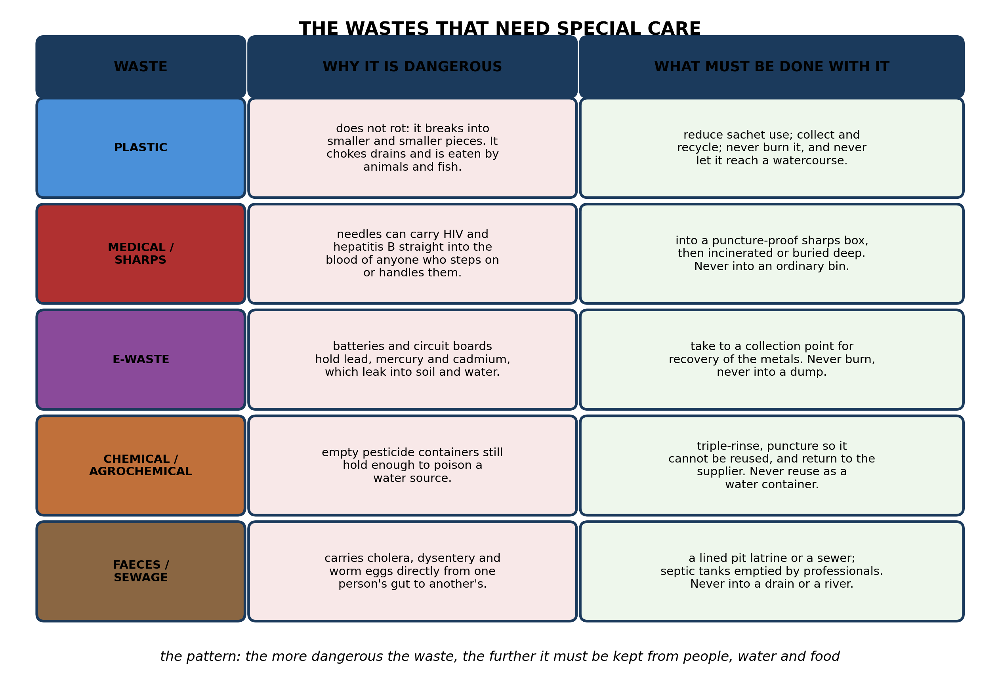 THE WASTES THAT NEED SPECIAL CARE
WASTE
WHY IT IS DANGEROUS
WHAT MUST BE DONE WITH IT
PLASTIC
does not rot: it breaks into
smaller and smaller pieces. It
chokes drains and is eaten by
animals and fish.
reduce sachet use; collect and
recycle; never burn it, and never
let it reach a watercourse.
MEDICAL /
SHARPS
needles can carry HIV and
hepatitis B straight into the
blood of anyone who steps on
or handles them.
into a puncture-proof sharps box,
then incinerated or buried deep.
Never into an ordinary bin.
E-WASTE
batteries and circuit boards
hold lead, mercury and cadmium,
which leak into soil and water.
take to a collection point for
recovery of the metals. Never burn,
never into a dump.
CHEMICAL /
AGROCHEMICAL
empty pesticide containers still
hold enough to poison a
water source.
triple-rinse, puncture so it
cannot be reused, and return to the
supplier. Never reuse as a
water container.
FAECES /
SEWAGE
carries cholera, dysentery and
worm eggs directly from one
person's gut to another's.
a lined pit latrine or a sewer;
septic tanks emptied by professionals.
Never into a drain or a river.
the pattern: the more dangerous the waste, the further it must be kept from people, water and food